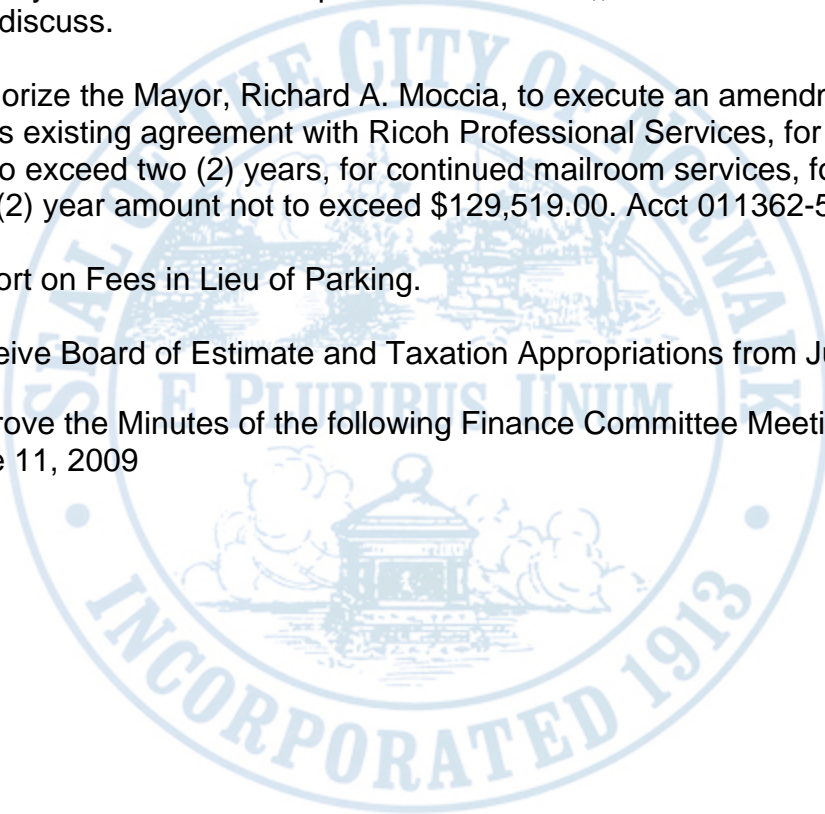 discuss.
orize the Mayor, Richard A. Moccia, to execute an amendr
s existing agreement with Ricoh Professional Services, for
o exceed two (2) years, for continued mailroom services, fo
(2) year amount not to exceed $129,519.00. Acct 011362-5
ort on Fees in Lieu of Parking.
eive Board of Estimate and Taxation Appropriations from Ju
rove the Minutes of the following Finance Committee Meeti
e 11, 2009
SEAL OF THE CITY OF NORWALK
E PLURIBUS UNUM
INCORPORATED 1913